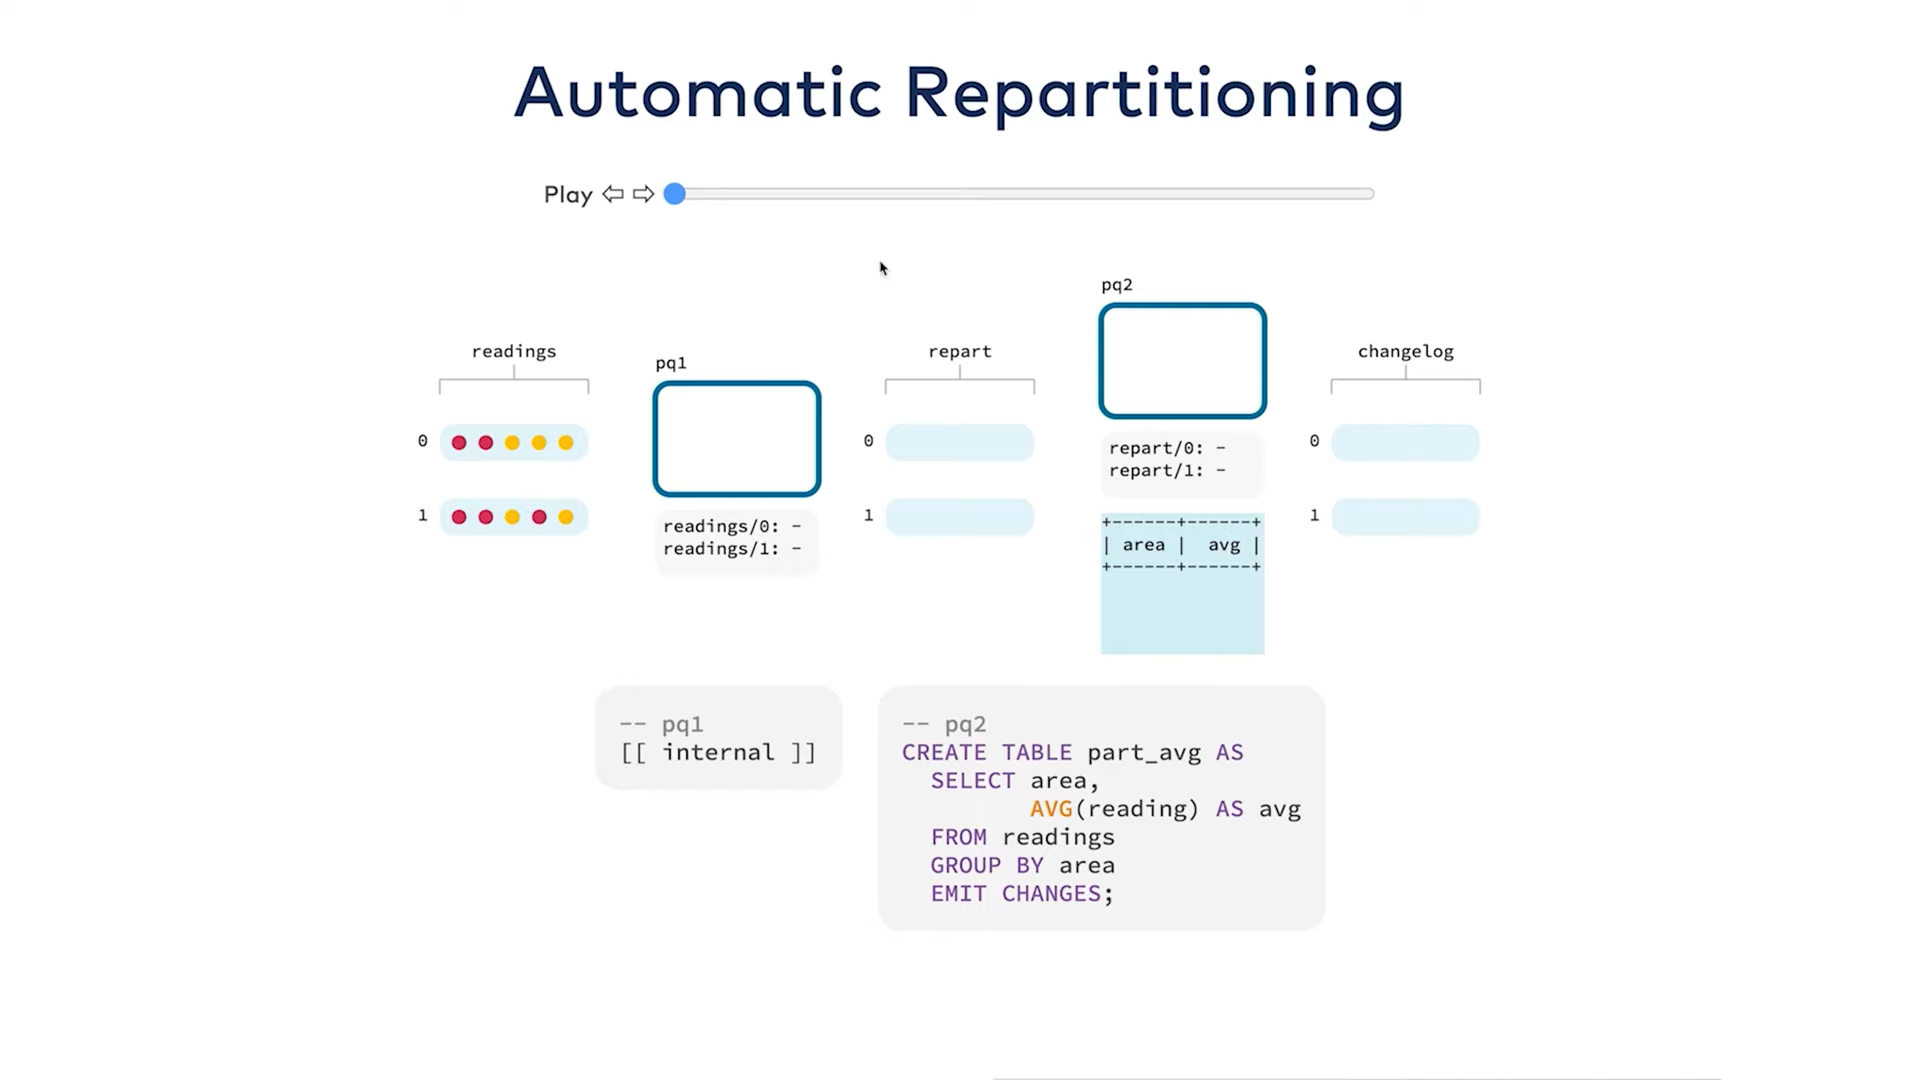 Automatic Repartitioning
Play ⇦ ⇨
pq2
readings
pq1
repart
changelog
0
0
0
repart/0: -
repart/1: -
1
1
1
readings/0: -
readings/1: -
+------+------+
| area |  avg |
+------+------+
-- pq1
[[ internal ]]
-- pq2
CREATE TABLE part_avg AS
  SELECT area,
         AVG(reading) AS avg
  FROM readings
  GROUP BY area
  EMIT CHANGES;